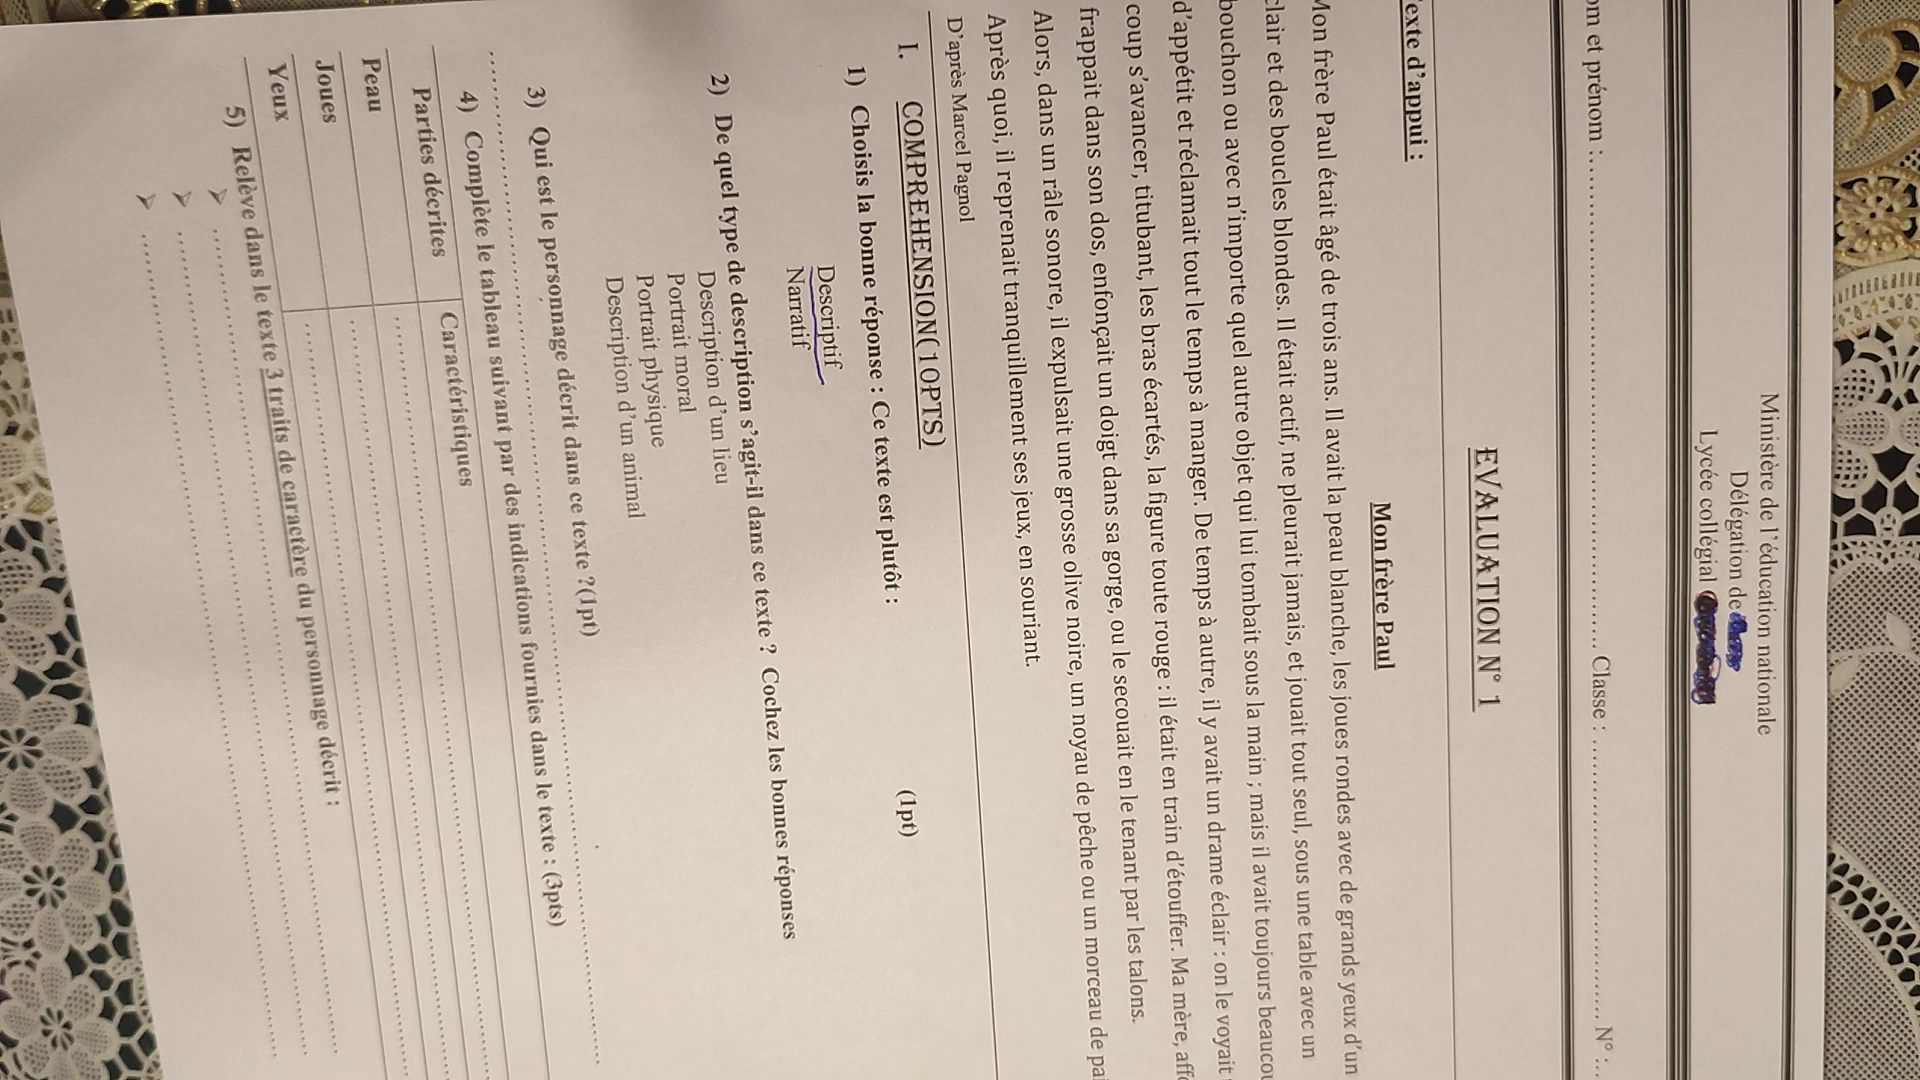 Ministère de l'éducation nationale
Délégation de
Lycée collégial
om et prénom :.......... Classe : .......... N° :..
EVALUATION N° 1
exte d'appui :
Mon frère Paul
Mon frère Paul était âgé de trois ans. Il avait la peau blanche, les joues rondes avec de grands yeux d'un
clair et des boucles blondes. Il était actif, ne pleurait jamais, et jouait tout seul, sous une table avec un
bouchon ou avec n'importe quel autre objet qui lui tombait sous la main ; mais il avait toujours beaucou
d'appétit et réclamait tout le temps à manger. De temps à autre, il y avait un drame éclair : on le voyait
coup s'avancer, titubant, les bras écartés, la figure toute rouge : il était en train d'étouffer. Ma mère, aff
frappait dans son dos, enfonçait un doigt dans sa gorge, ou le secouait en le tenant par les talons.
Alors, dans un râle sonore, il expulsait une grosse olive noire, un noyau de pêche ou un morceau de pai
Après quoi, il reprenait tranquillement ses jeux, en souriant.
D'après Marcel Pagnol
I. COMPREHENSION(10PTS)
1) Choisis la bonne réponse : Ce texte est plutôt : (1pt)
Descriptif
Narratif
2) De quel type de description s'agit-il dans ce texte ? Cochez les bonnes réponses
Description d'un lieu
Portrait moral
Portrait physique
Description d'un animal
3) Qui est le personnage décrit dans ce texte ?(1pt)
..........
4) Complète le tableau suivant par des indications fournies dans le texte : (3pts)
Parties décrites Caractéristiques
Peau ..........
Joues ..........
Yeux ..........
5) Relève dans le texte 3 traits de caractère du personnage décrit :
➢ ..........
➢ ..........
➢ ..........